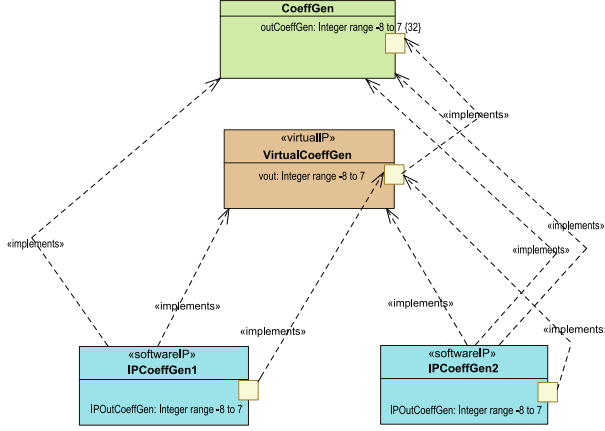 CoeffGen
outCoeffGen: Integer range -8 to 7 {32}
«implements»
«virtualIP»
VirtualCoeffGen
vout: Integer range -8 to 7
«implements»
«implements»
«implements»
«implements»
«implements»
«implements»
«implements»
«softwareIP»
IPCoeffGen1
IPOutCoeffGen: Integer range -8 to 7
«softwareIP»
IPCoeffGen2
IPOutCoeffGen: Integer range -8 to 7